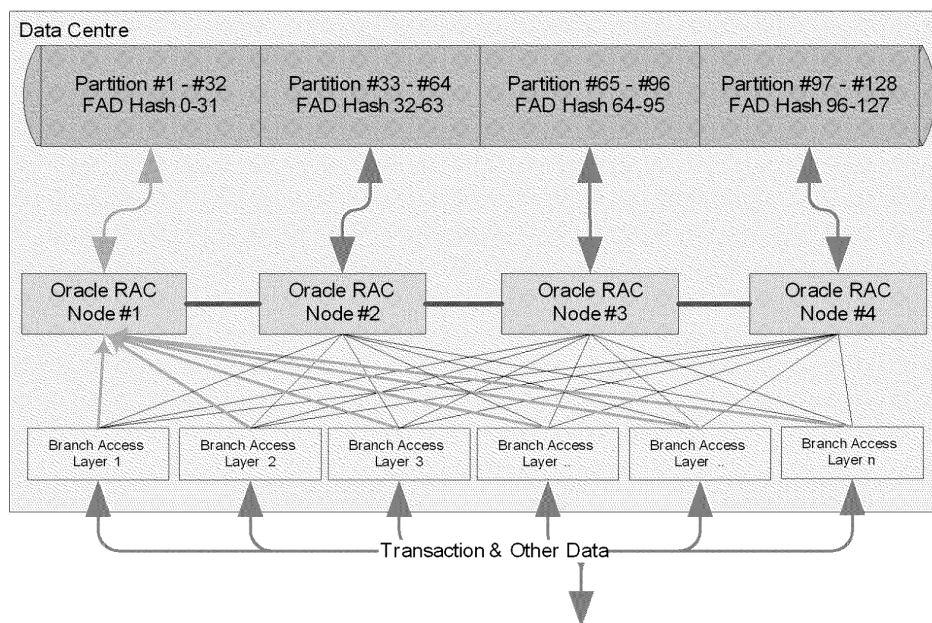 Data Centre
Partition #1 - #32
FAD Hash 0-31
Partition #33 - #64
FAD Hash 32-63
Partition #65 - #96
FAD Hash 64-95
Partition #97 - #128
FAD Hash 96-127
Oracle RAC
Node #1
Oracle RAC
Node #2
Oracle RAC
Node #3
Oracle RAC
Node #4
Branch Access
Layer 1
Branch Access
Layer 2
Branch Access
Layer 3
Branch Access
Layer ..
Branch Access
Layer ..
Branch Access
Layer n
Transaction & Other Data